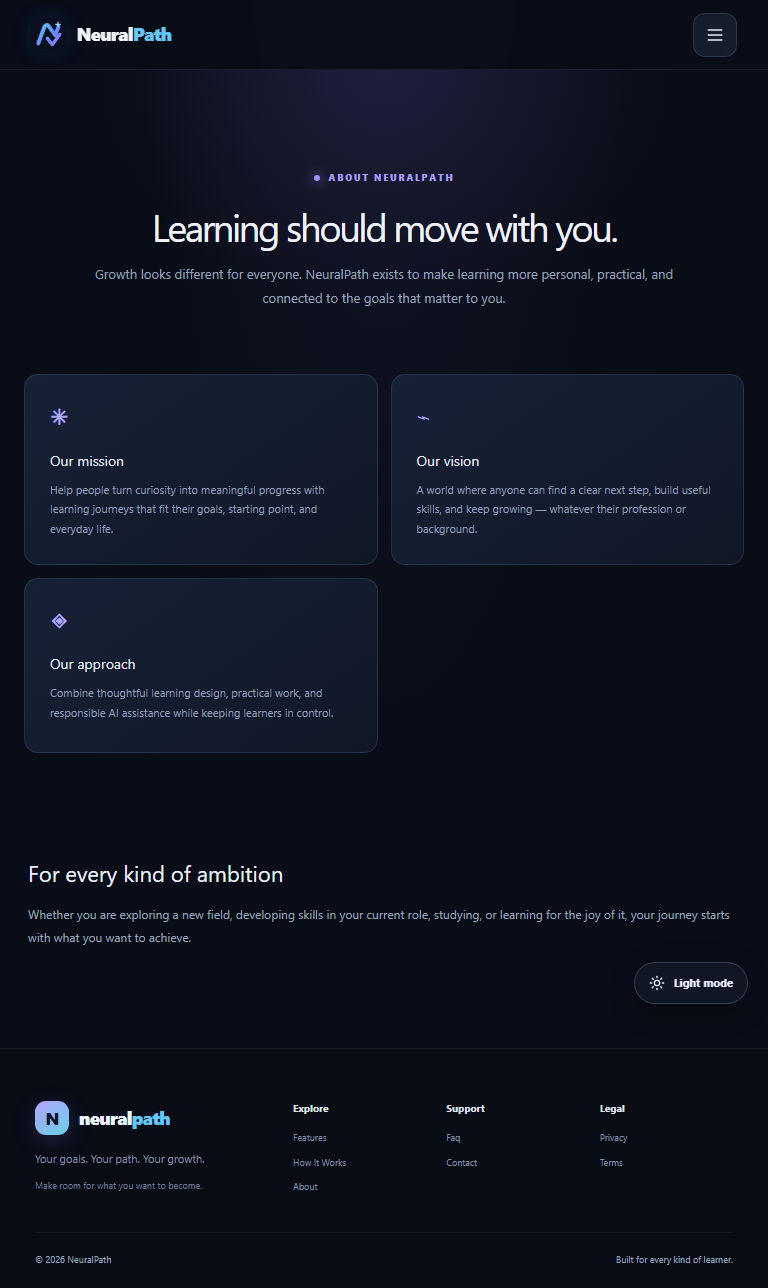 NeuralPath
ABOUT NEURALPATH
Learning should move with you.
Growth looks different for everyone. NeuralPath exists to make learning more personal, practical, and
connected to the goals that matter to you.
Our mission
Help people turn curiosity into meaningful progress with
learning journeys that fit their goals, starting point, and
everyday life.
Our vision
A world where anyone can find a clear next step, build useful
skills, and keep growing — whatever their profession or
background.
Our approach
Combine thoughtful learning design, practical work, and
responsible AI assistance while keeping learners in control.
For every kind of ambition
Whether you are exploring a new field, developing skills in your current role, studying, or learning for the joy of it, your journey starts
with what you want to achieve.
Light mode
N neuralpath
Your goals. Your path. Your growth.
Make room for what you want to become.
Explore
Features
How It Works
About
Support
Faq
Contact
Legal
Privacy
Terms
© 2026 NeuralPath
Built for every kind of learner.